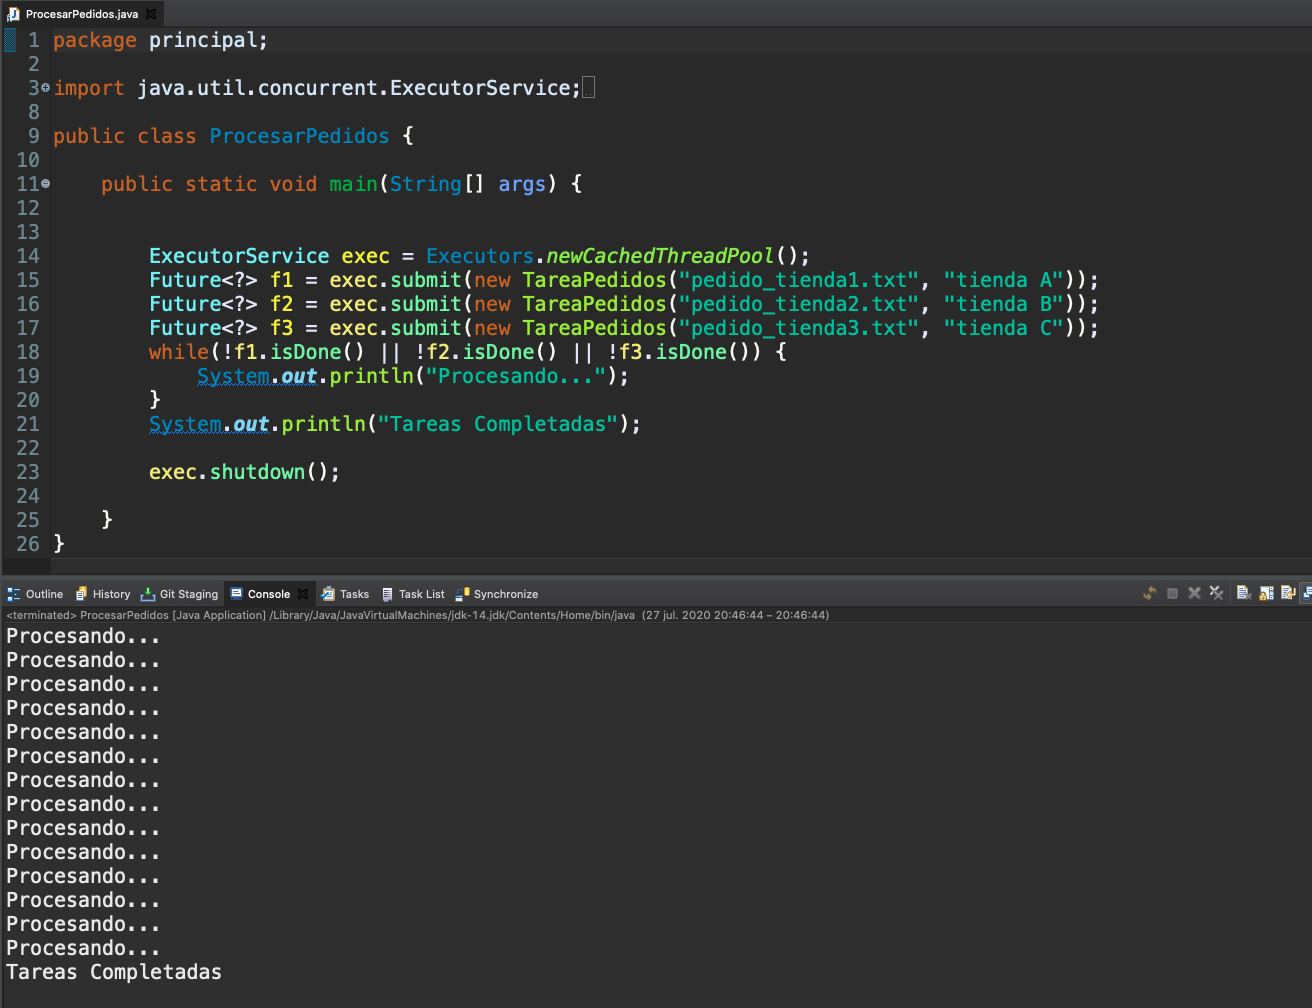 ProcesarPedidos.java
1 package principal;
2
3 import java.util.concurrent.ExecutorService;
8
9 public class ProcesarPedidos {
10
11 public static void main(String[] args) {
12
13
14 ExecutorService exec = Executors.newCachedThreadPool();
15 Future<?> f1 = exec.submit(new TareaPedidos("pedido_tienda1.txt", "tienda A"));
16 Future<?> f2 = exec.submit(new TareaPedidos("pedido_tienda2.txt", "tienda B"));
17 Future<?> f3 = exec.submit(new TareaPedidos("pedido_tienda3.txt", "tienda C"));
18 while(!f1.isDone() || !f2.isDone() || !f3.isDone()) {
19 System.out.println("Procesando...");
20 }
21 System.out.println("Tareas Completadas");
22
23 exec.shutdown();
24
25 }
26 }
Outline History Git Staging Console Tasks Task List Synchronize
<terminated> ProcesarPedidos [Java Application] /Library/Java/JavaVirtualMachines/jdk-14.jdk/Contents/Home/bin/java (27 jul. 2020 20:46:44 – 20:46:44)
Procesando...
Procesando...
Procesando...
Procesando...
Procesando...
Procesando...
Procesando...
Procesando...
Procesando...
Procesando...
Procesando...
Procesando...
Procesando...
Procesando...
Tareas Completadas